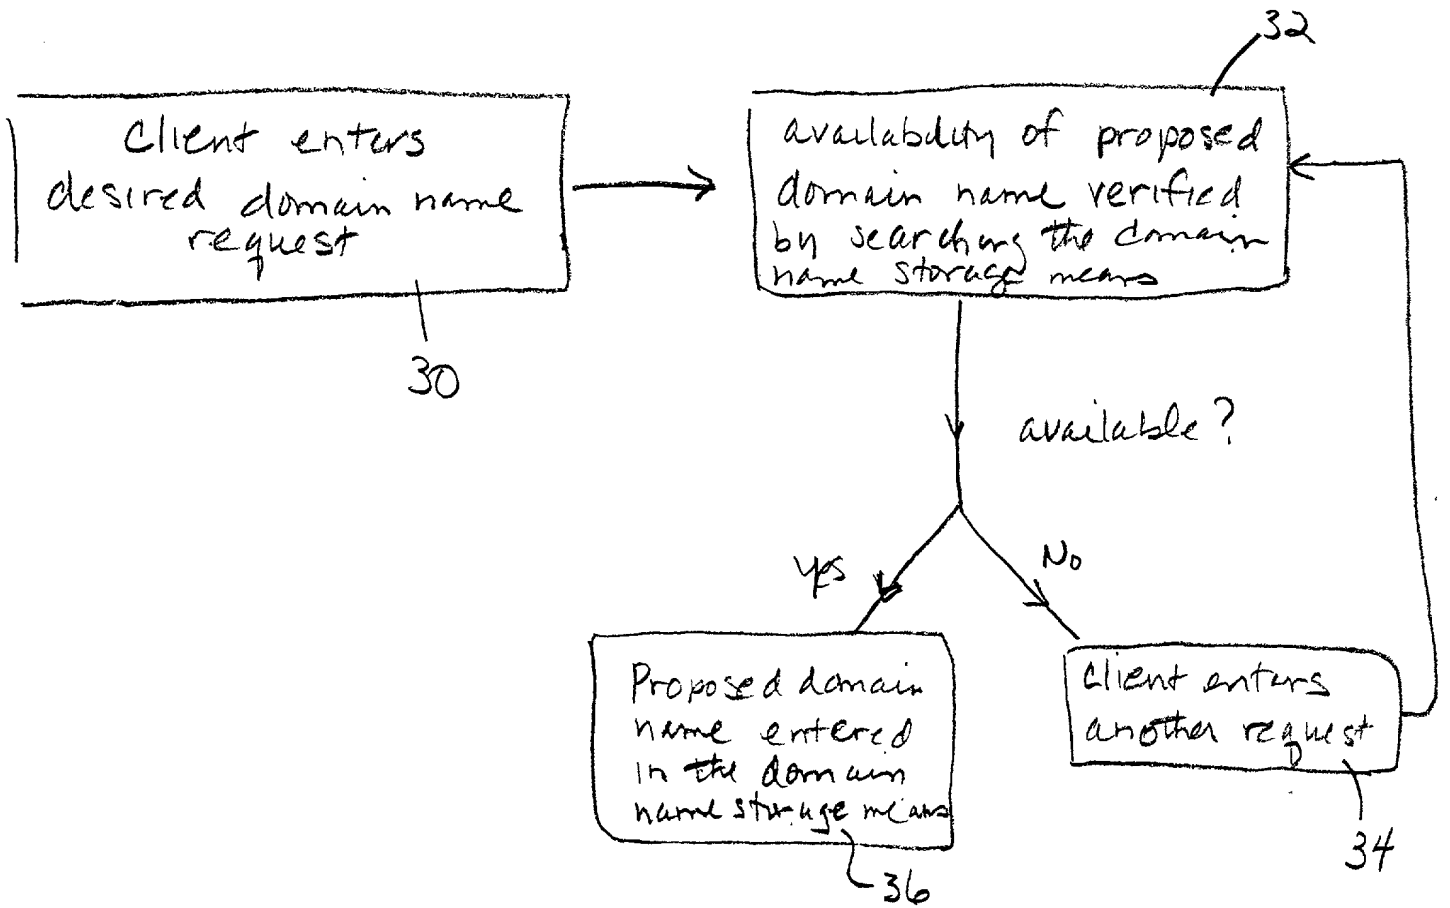 32
Client enters
desired domain name
request
30
availability of proposed
domain name verified
by searching the domain
name storage means
available?
Yes
No
Proposed domain
name entered
in the domain
name storage means
36
Client enters
another request
34